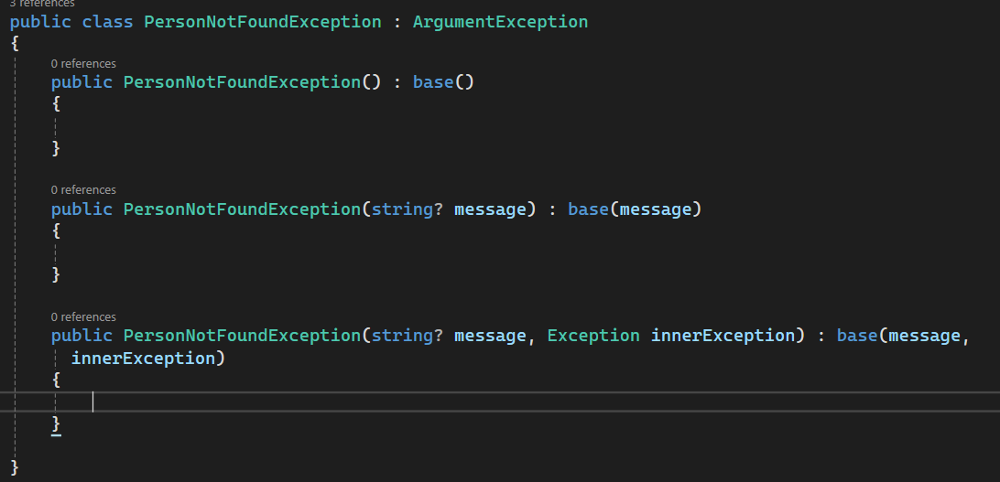 3 references
public class PersonNotFoundException : ArgumentException
{
0 references
public PersonNotFoundException() : base()
{
}
0 references
public PersonNotFoundException(string? message) : base(message)
{
}
0 references
public PersonNotFoundException(string? message, Exception innerException) : base(message,
innerException)
{
}
}